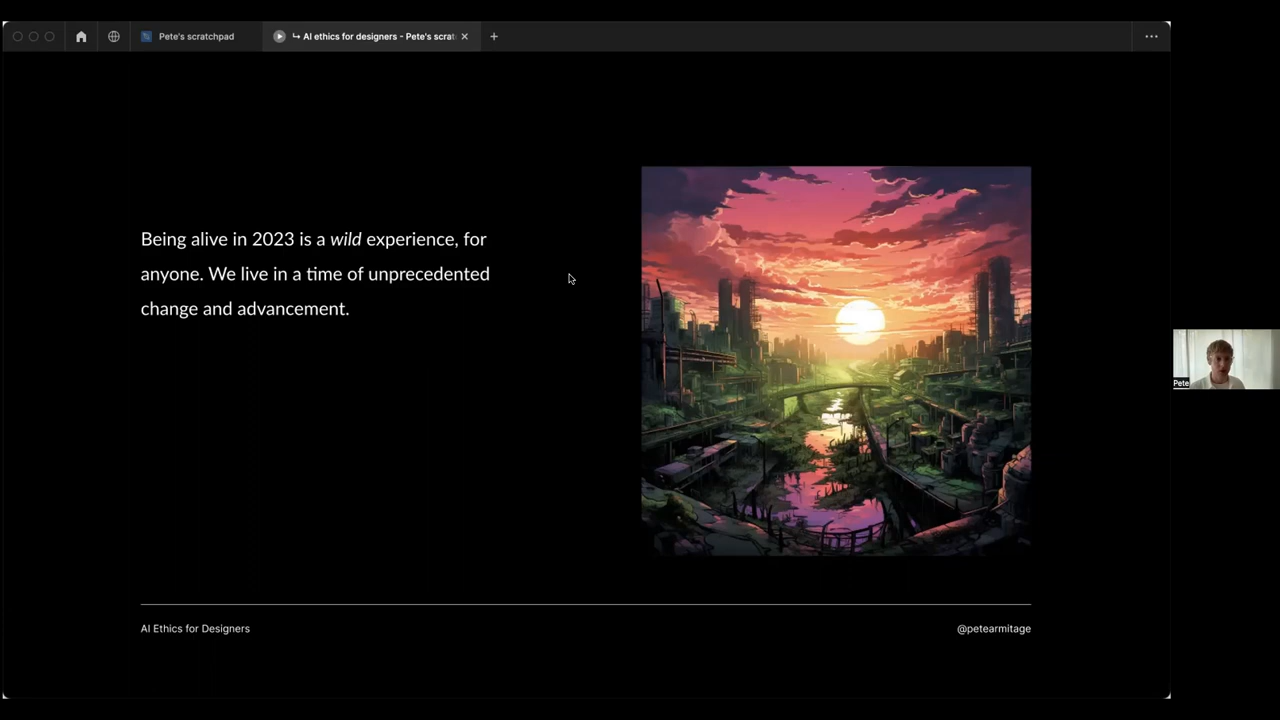 Pete's scratchpad
↪ AI ethics for designers - Pete's scrat
Being alive in 2023 is a wild experience, for
anyone. We live in a time of unprecedented
change and advancement.
Pete
AI Ethics for Designers
@petearmitage